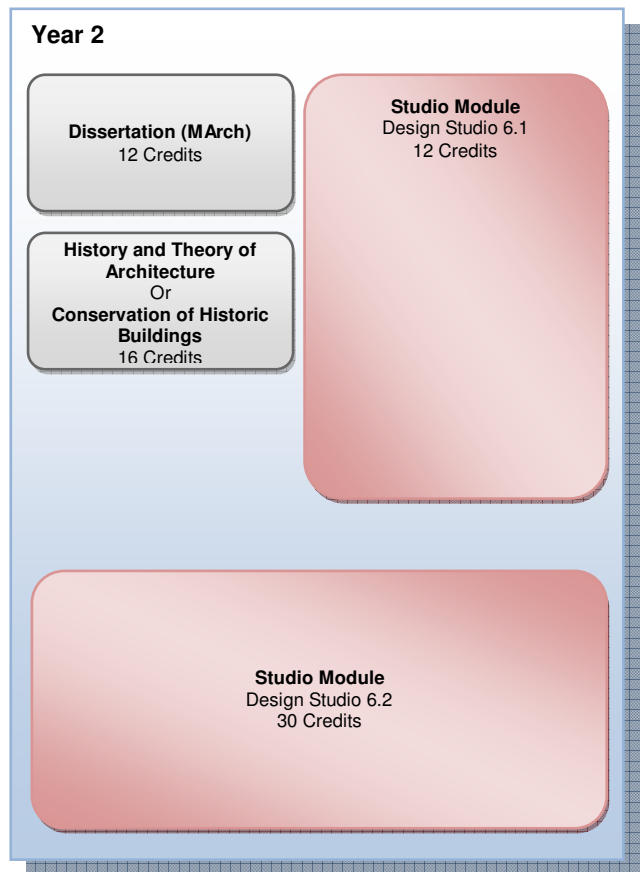 Year 2
Dissertation (MArch)
12 Credits
Studio Module
Design Studio 6.1
12 Credits
History and Theory of
Architecture
Or
Conservation of Historic
Buildings
16 Credits
Studio Module
Design Studio 6.2
30 Credits